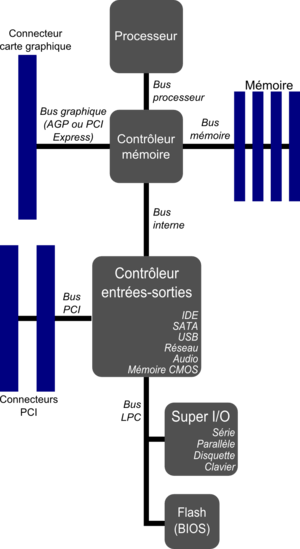 Connecteur
carte graphique
Processeur
Bus
processeur
Bus graphique
(AGP ou PCI
Express)
Contrôleur
mémoire
Bus
mémoire
Mémoire
Bus
interne
Contrôleur
entrées-sorties
IDE
SATA
USB
Réseau
Audio
Mémoire CMOS
Bus
PCI
Connecteurs
PCI
Bus
LPC
Super I/O
Série
Parallèle
Disquette
Clavier
Flash
(BIOS)